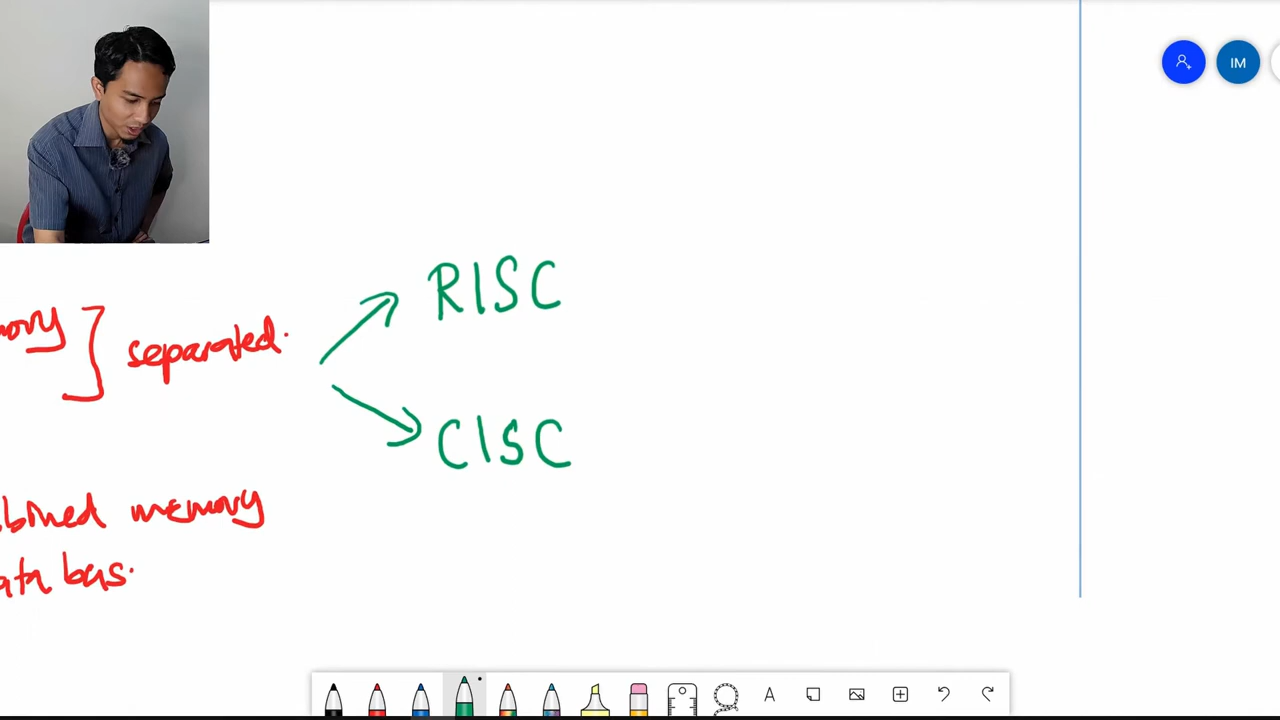 IM
RISC
separated.
CISC
memory
data bus.
A